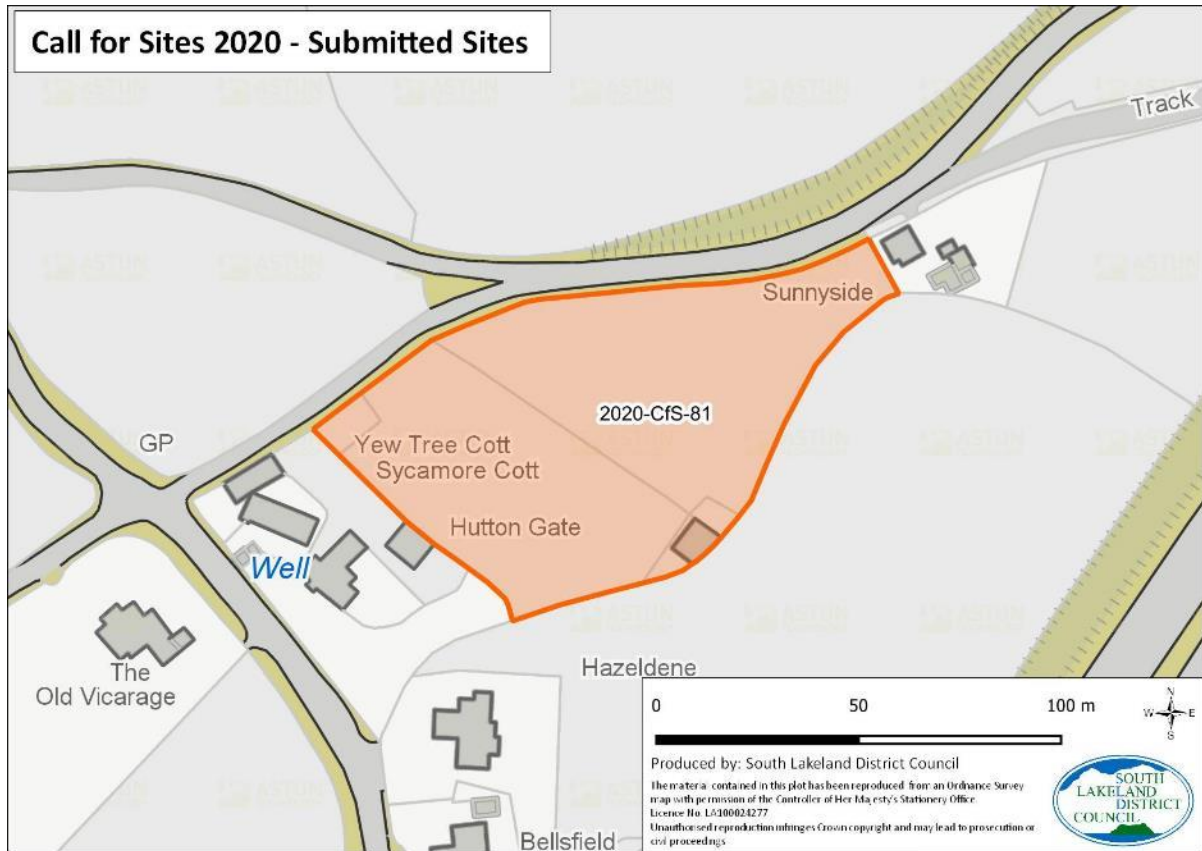 Call for Sites 2020 - Submitted Sites
Track
Sunnyside
2020-CfS-81
GP
Yew Tree Cott
Sycamore Cott
Hutton Gate
Well
The
Old Vicarage
Hazeldene
Bellsfield
0 50 100 m
N
W E
S
Produced by: South Lakeland District Council
The material contained in this plot has been reproduced from an Ordnance Survey
map with permission of the Controller of Her Majesty's Stationery Office.
Licence No. LA100024277
Unauthorised reproduction infringes Crown copyright and may lead to prosecution or
civil proceedings
SOUTH
LAKELAND
DISTRICT
COUNCIL